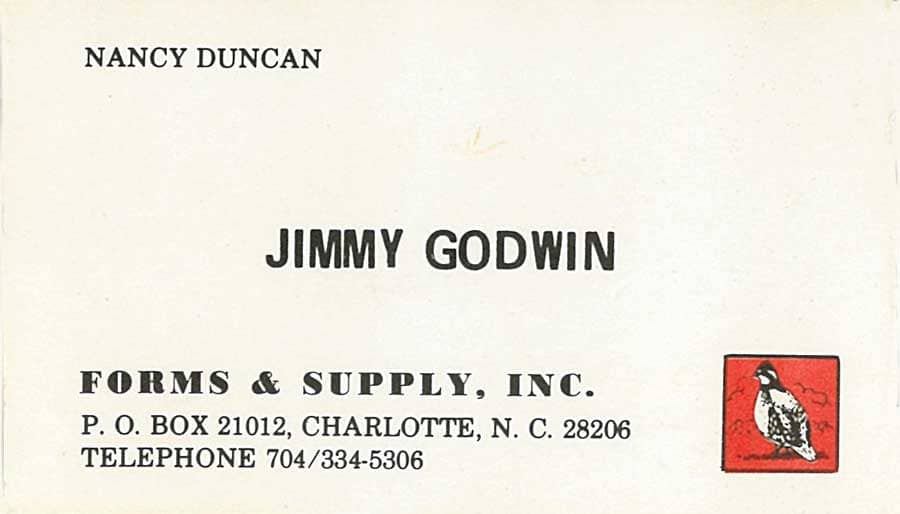 NANCY DUNCAN
JIMMY GODWIN
FORMS & SUPPLY, INC.
P. O. BOX 21012, CHARLOTTE, N. C. 28206
TELEPHONE 704/334-5306